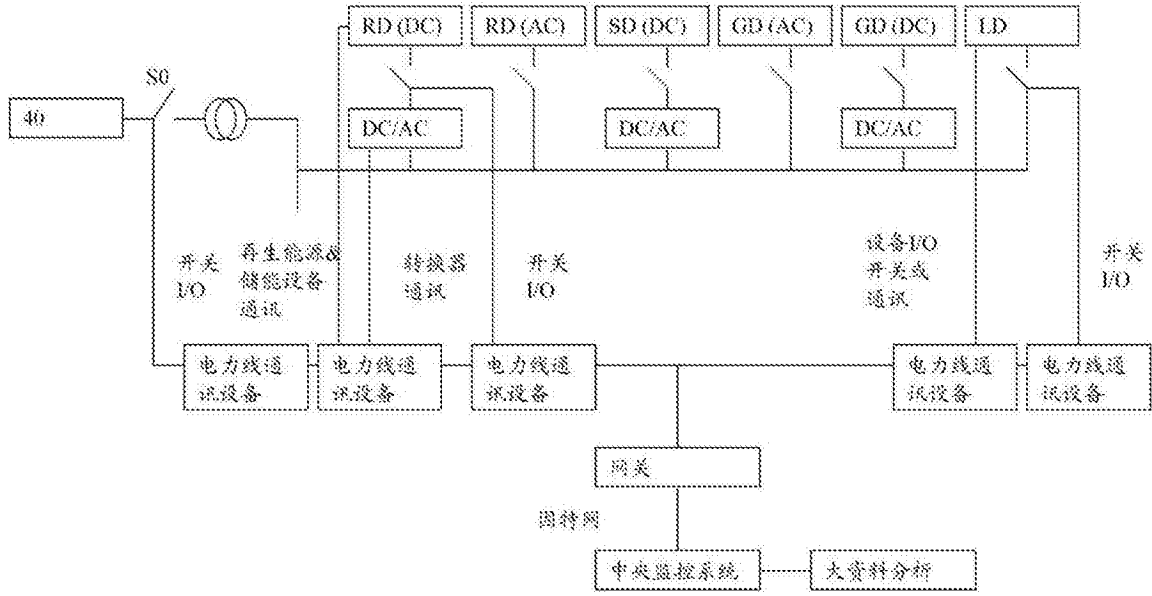 RD (DC)
RD (AC)
SD (DC)
GD (AC)
GD (DC)
LD
S0
40
DC/AC
DC/AC
DC/AC
开关
I/O
再生能源&
储能设备
通讯
转换器
通讯
开关
I/O
设备I/O
开关或
通讯
开关
I/O
电力线通
讯设备
电力线通
讯设备
电力线通
讯设备
电力线通
讯设备
电力线通
讯设备
网关
因特网
中央监控系统
大资料分析